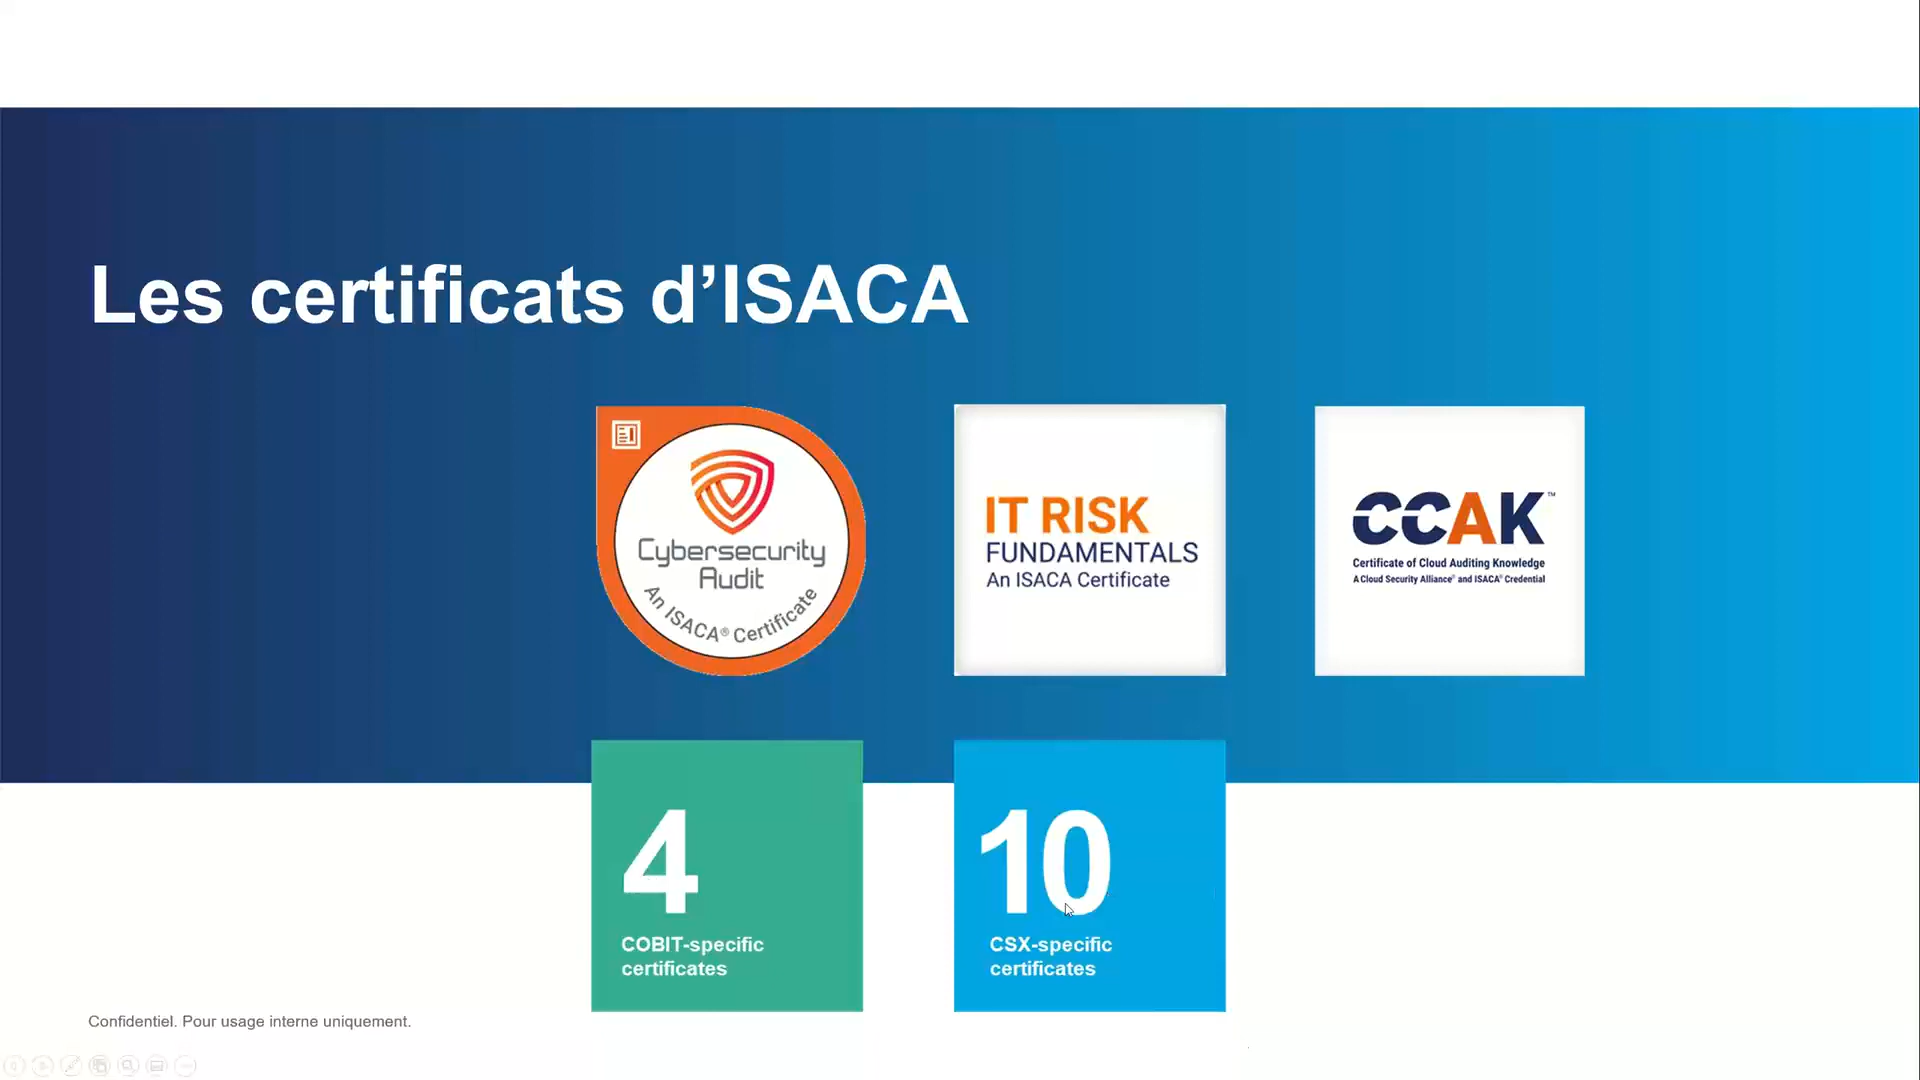 Les certificats d’ISACA
Cybersecurity
Audit
An ISACA® Certificate
IT RISK
FUNDAMENTALS
An ISACA Certificate
CCAK™
Certificate of Cloud Auditing Knowledge
A Cloud Security Alliance® and ISACA® Credential
4
COBIT-specific
certificates
10
CSX-specific
certificates
Confidentiel. Pour usage interne uniquement.